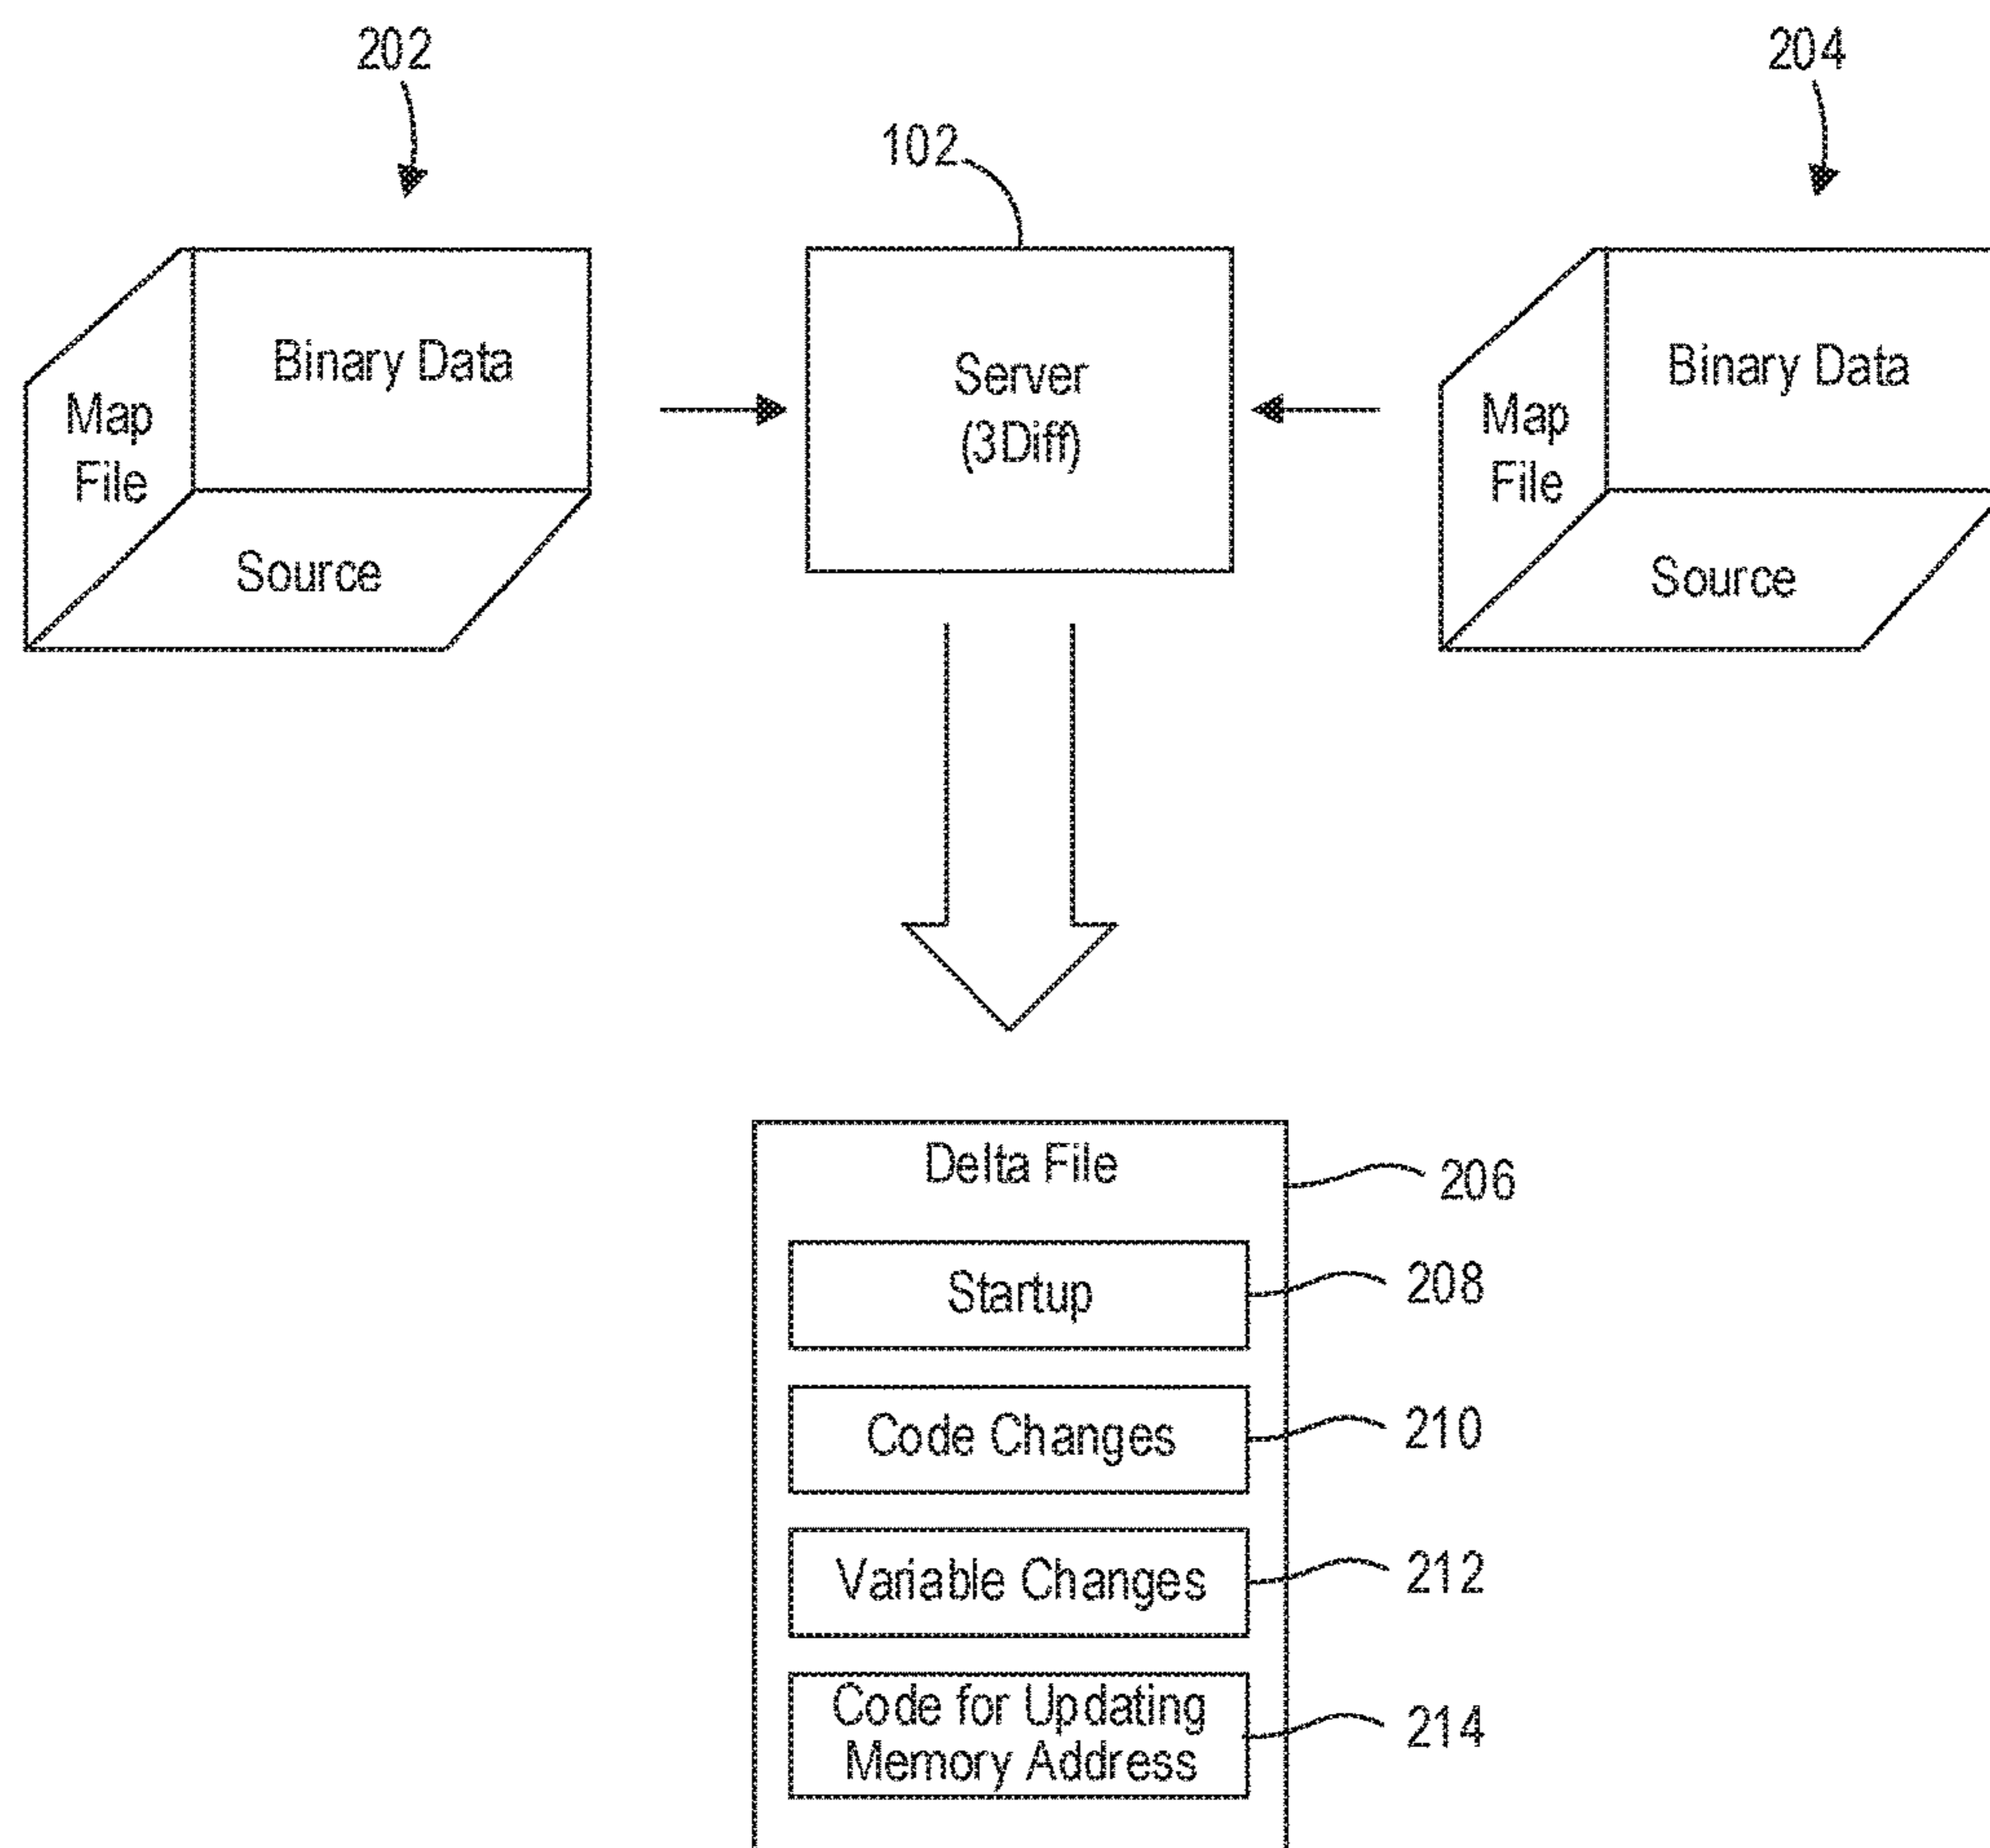 202
204
102
Binary Data
Map
File
Source
Server
(3Diff)
Binary Data
Map
File
Source
Delta File
206
Startup
208
Code Changes
210
Variable Changes
212
Code for Updating
Memory Address
214